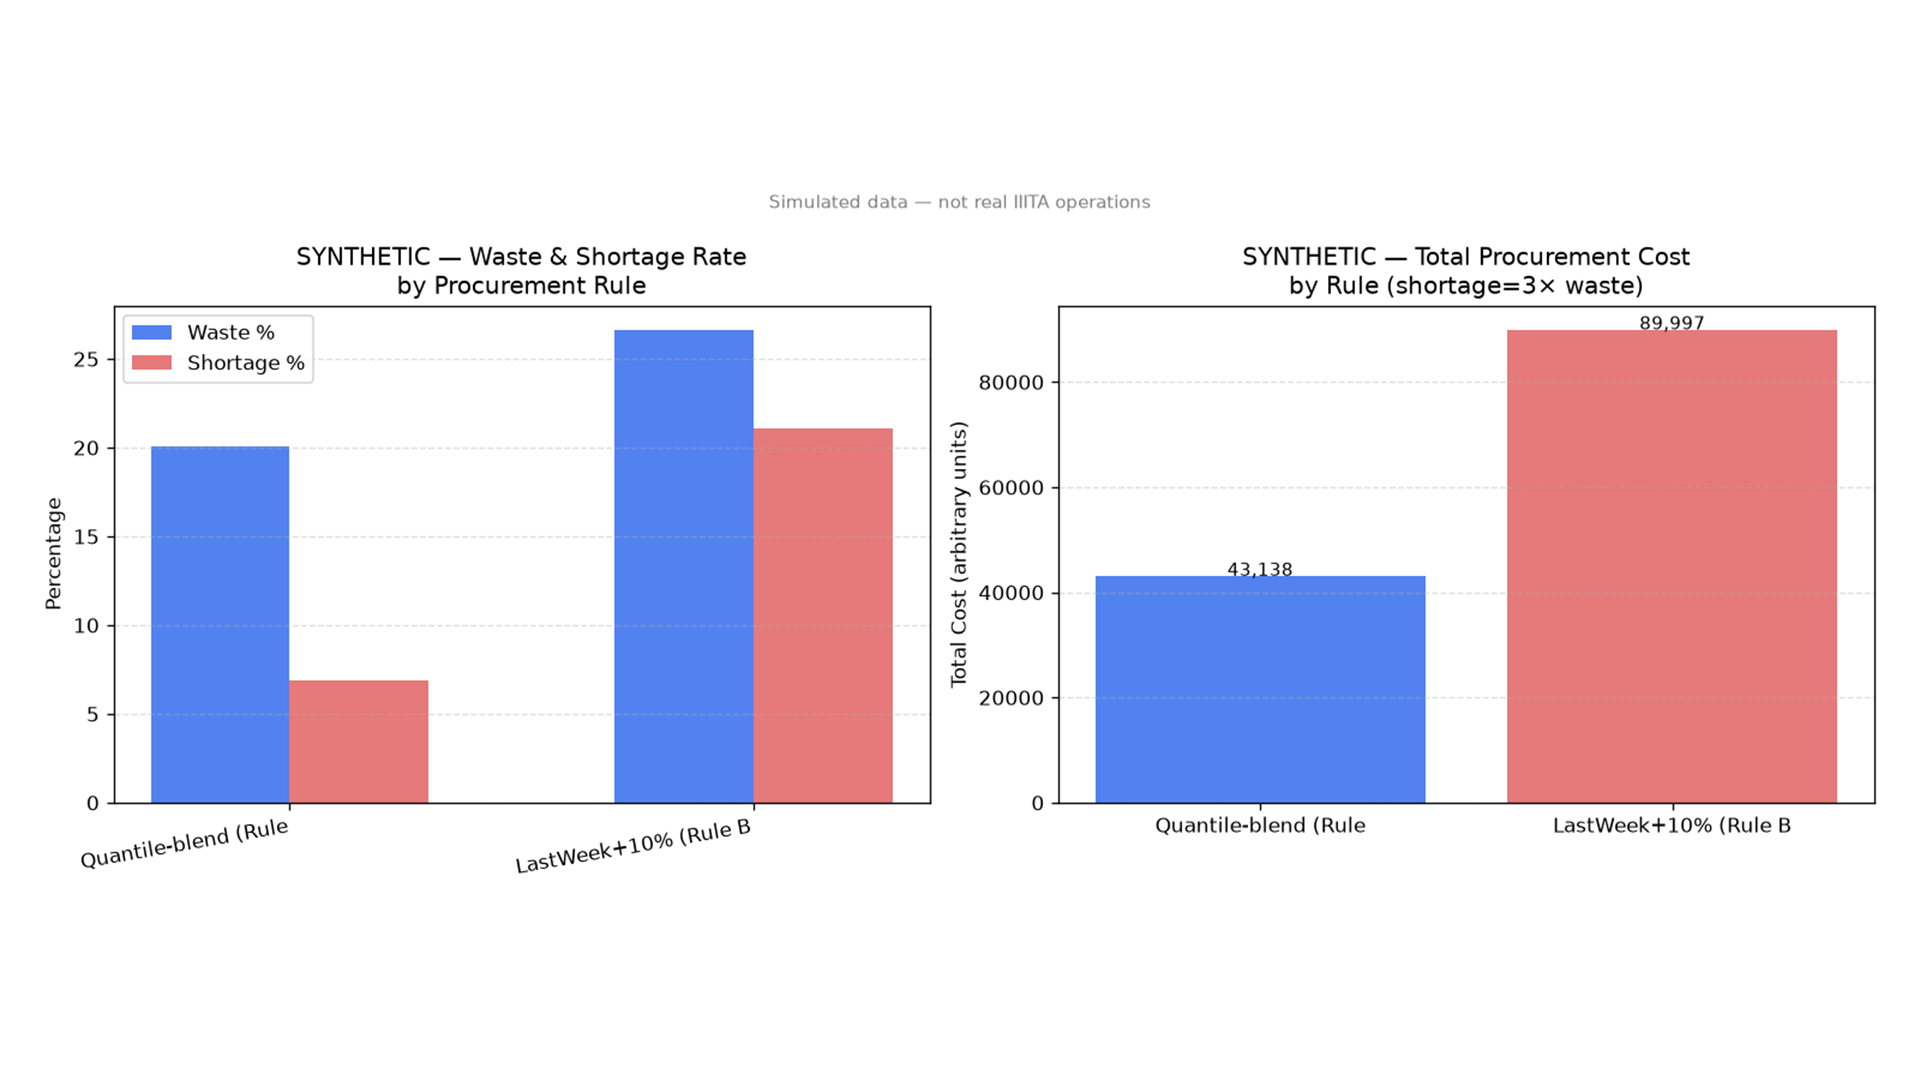 Simulated data — not real IIITA operations
SYNTHETIC — Waste & Shortage Rate
by Procurement Rule
Waste %
Shortage %
Percentage
25
20
15
10
5
0
Quantile-blend (Rule
LastWeek+10% (Rule B
SYNTHETIC — Total Procurement Cost
by Rule (shortage=3× waste)
Total Cost (arbitrary units)
80000
60000
40000
20000
0
43,138
89,997
Quantile-blend (Rule
LastWeek+10% (Rule B